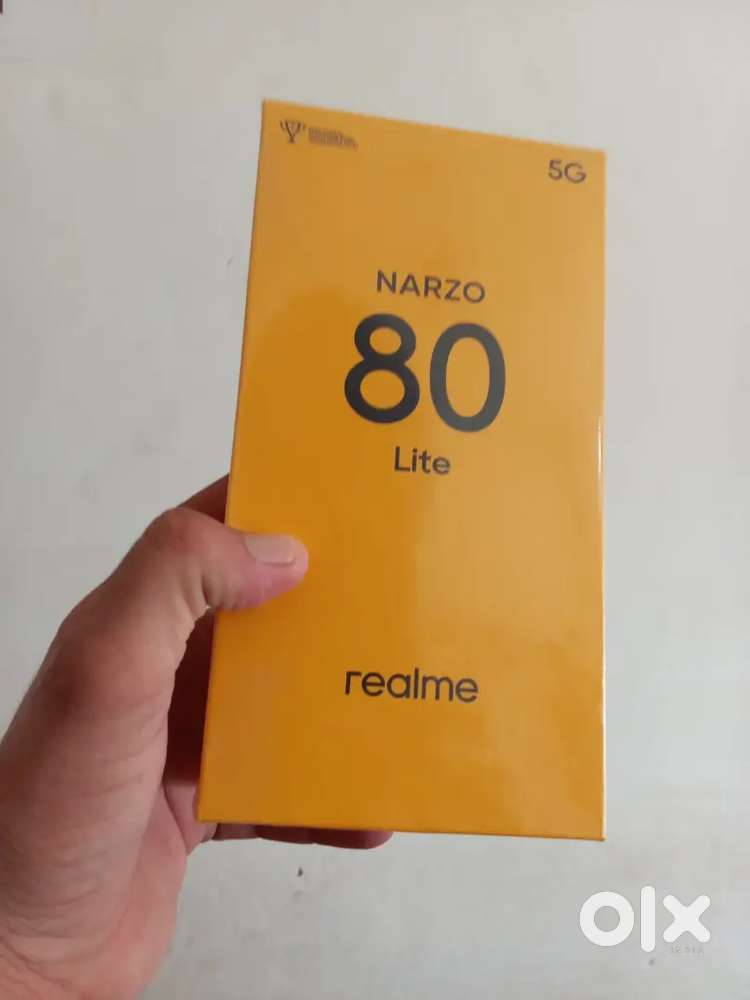 5G
NARZO
80
Lite
realme
olx